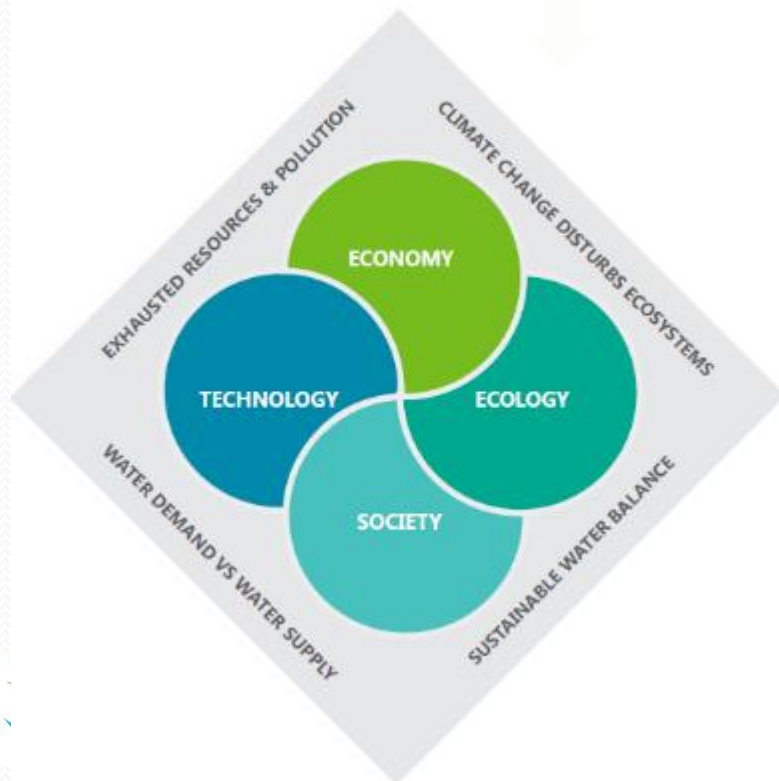 EXHAUSTED RESOURCES & POLLUTION
CLIMATE CHANGE DISTURBS ECOSYSTEMS
ECONOMY
TECHNOLOGY
ECOLOGY
SOCIETY
WATER DEMAND VS WATER SUPPLY
SUSTAINABLE WATER BALANCE